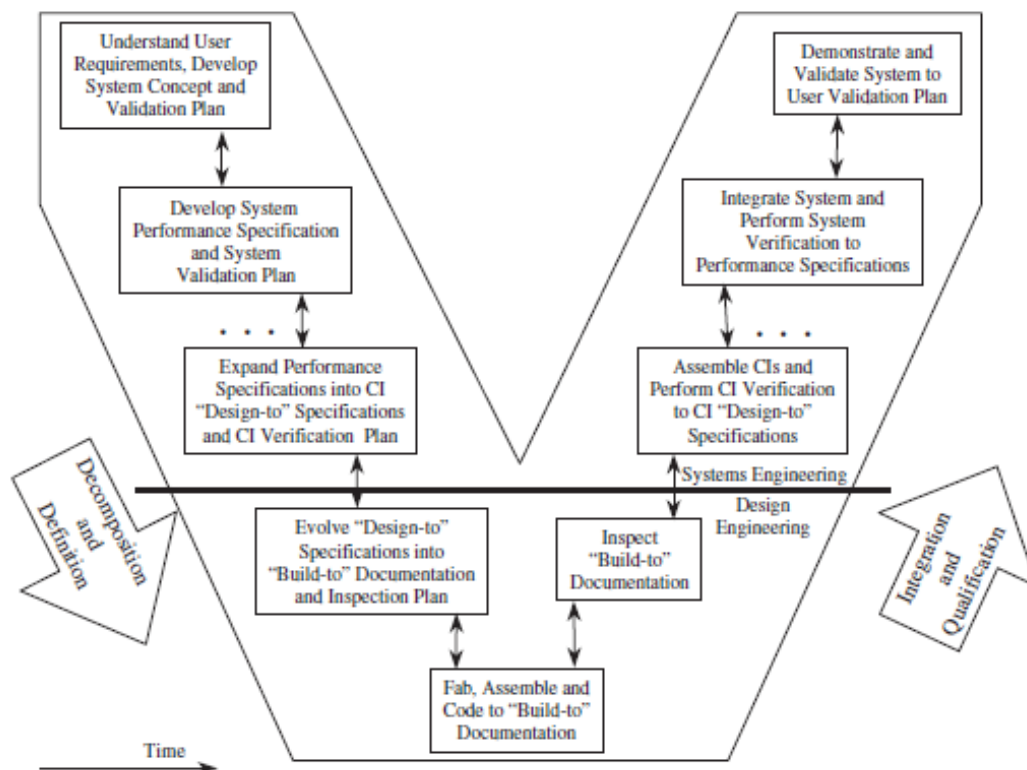 Understand User
Requirements, Develop
System Concept and
Validation Plan
Demonstrate and
Validate System to
User Validation Plan
Develop System
Performance Specification
and System
Validation Plan
Integrate System and
Perform System
Verification to
Performance Specifications
. . .
. . .
Expand Performance
Specifications into CI
“Design-to” Specifications
and CI Verification Plan
Assemble CIs and
Perform CI Verification
to CI “Design-to”
Specifications
Decomposition
and
Definition
Systems Engineering
Design
Engineering
Evolve “Design-to”
Specifications into
“Build-to” Documentation
and Inspection Plan
Inspect
“Build-to”
Documentation
Integration
and
Qualification
Fab, Assemble and
Code to “Build-to”
Documentation
Time